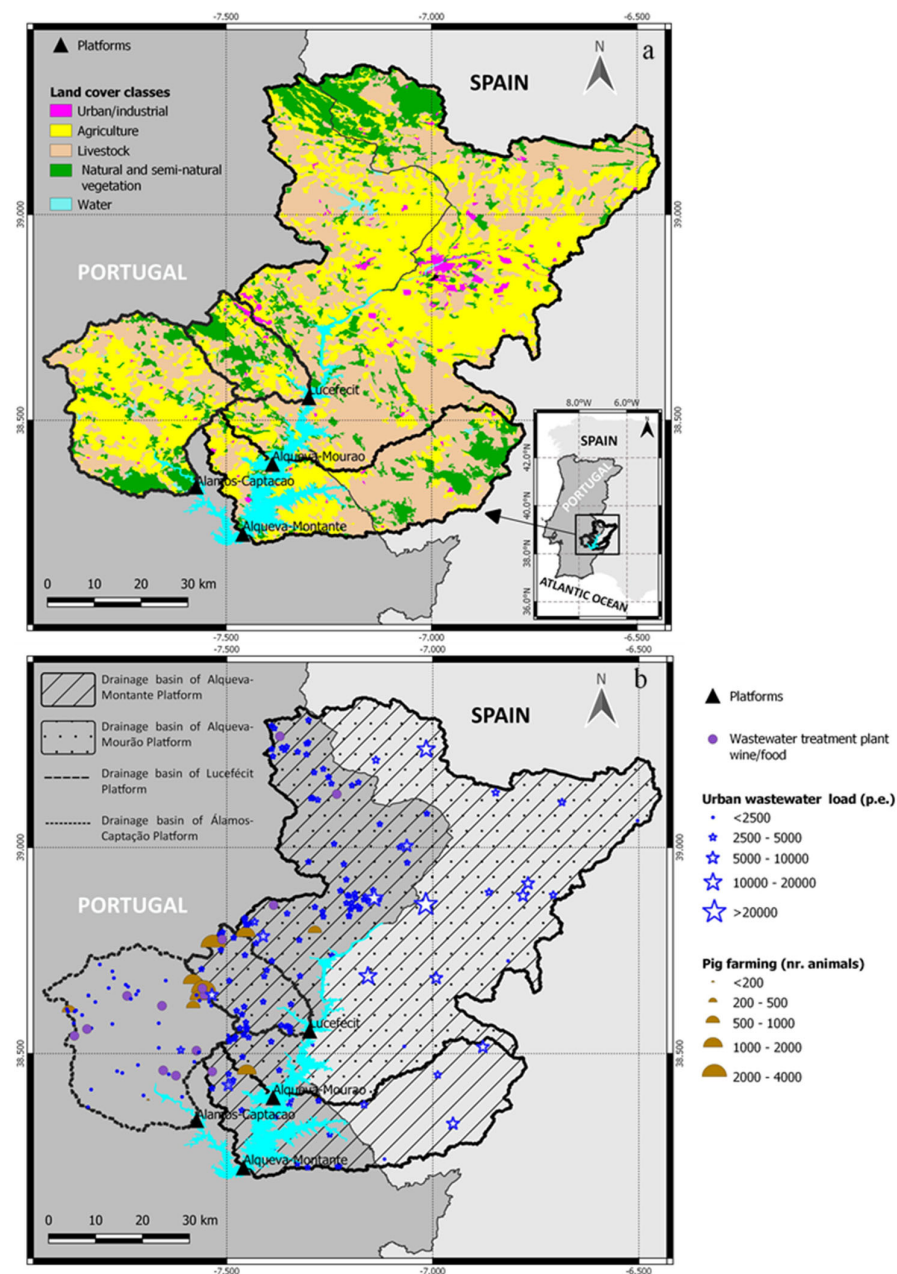 -7.500
-7.000
-6.500
a
Platforms
N
SPAIN
Land cover classes
Urban/industrial
Agriculture
Livestock
Natural and semi-natural
vegetation
Water
39.000
39.000
PORTUGAL
Lucefecit
38.500
38.500
Alqueva-Mourao
Alamos-Captacao
Alqueva-Montante
8.0°W 6.0°W
SPAIN
42.0°N
PORTUGAL
40.0°N
38.0°N
36.0°N
ATLANTIC OCEAN
0 10 20 30 km
-7.500
-7.000
-6.500
b
Drainage basin of Alqueva-
Montante Platform
Drainage basin of Alqueva-
Mourão Platform
Drainage basin of Lucefécit
Platform
Drainage basin of Álamos-
Captação Platform
SPAIN
N
39.000
39.000
PORTUGAL
Lucefecit
38.500
38.500
Alqueva-Mourao
Alamos-Captacao
Alqueva-Montante
0 10 20 30 km
-7.500
-7.000
-6.500
Platforms
Wastewater treatment plant
wine/food
Urban wastewater load (p.e.)
<2500
2500 - 5000
5000 - 10000
10000 - 20000
>20000
Pig farming (nr. animals)
<200
200 - 500
500 - 1000
1000 - 2000
2000 - 4000